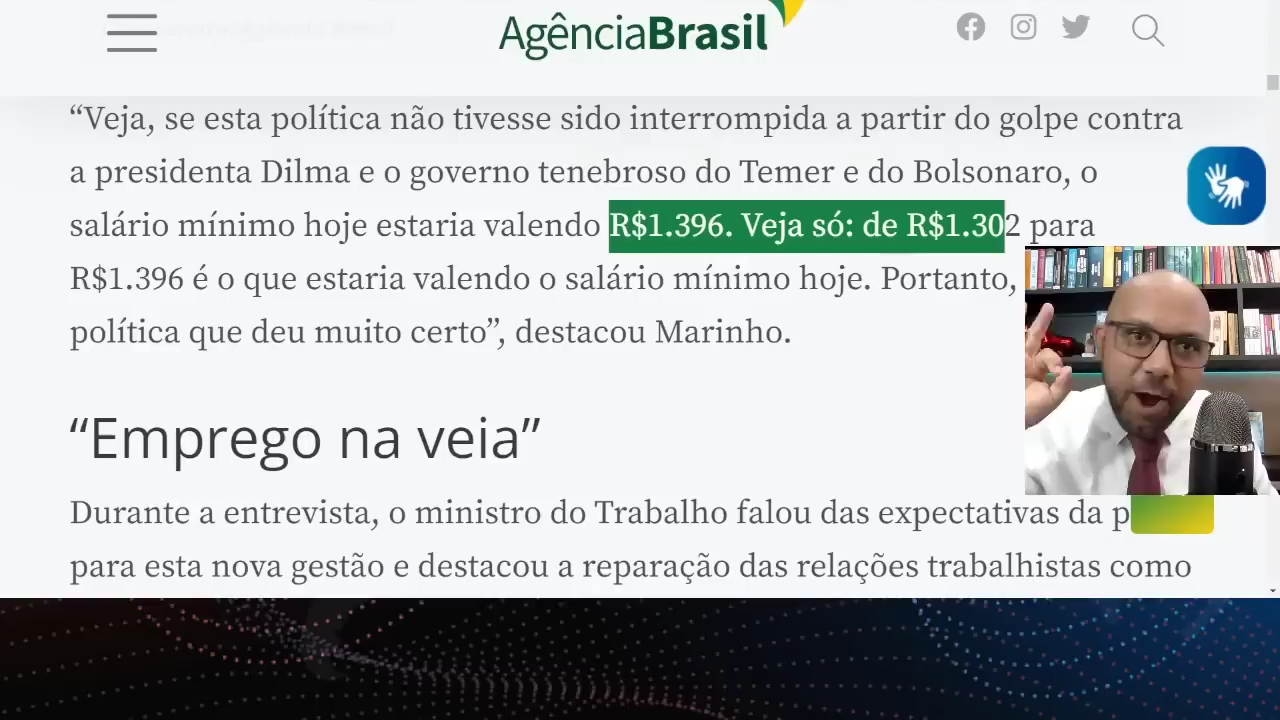 AgênciaBrasil
“Veja, se esta política não tivesse sido interrompida a partir do golpe contra
a presidenta Dilma e o governo tenebroso do Temer e do Bolsonaro, o
salário mínimo hoje estaria valendo R$1.396. Veja só: de R$1.302 para
R$1.396 é o que estaria valendo o salário mínimo hoje. Portanto,
política que deu muito certo”, destacou Marinho.
“Emprego na veia”
Durante a entrevista, o ministro do Trabalho falou das expectativas da p
para esta nova gestão e destacou a reparação das relações trabalhistas como